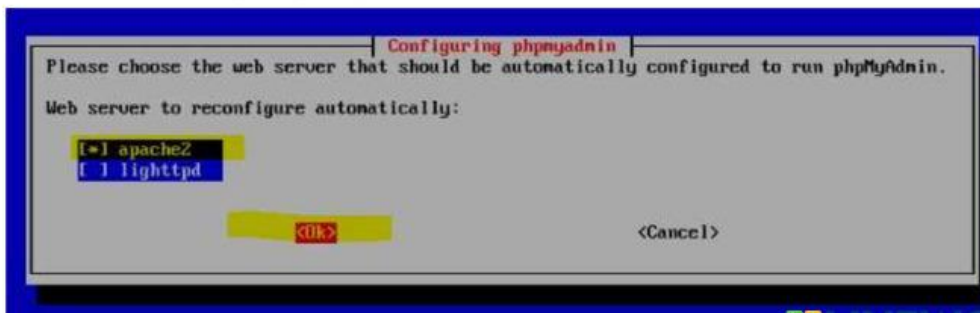 Configuring phpmyadmin
Please choose the web server that should be automatically configured to run phpMyAdmin.
Web server to reconfigure automatically:
[*] apache2
[ ] lighttpd
<Ok> <Cancel>